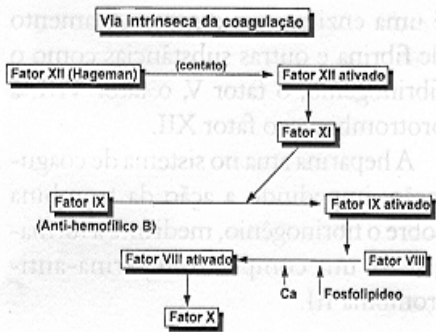 Via intrínseca da coagulação
Fator XII (Hageman)
(contato)
Fator XII ativado
Fator XI
Fator IX
(Anti-hemofílico B)
Fator IX ativado
Fator VIII ativado
Fator VIII
Ca
Fosfolipídeo
Fator X